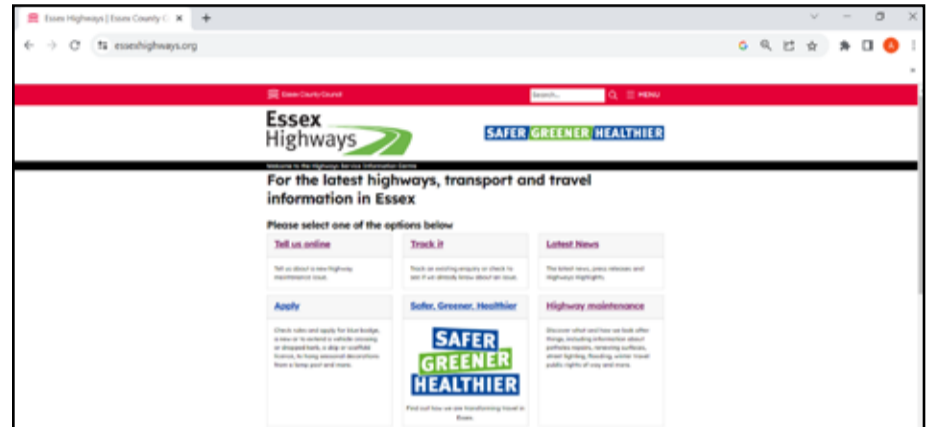 Essex Highways | Essex County C
essexhighways.org
Essex County Council
Search...
MENU
Essex
Highways
SAFER GREENER HEALTHIER
Welcome to the Highways Service Information Centre
For the latest highways, transport and travel
information in Essex
Please select one of the options below
Tell us online
Track it
Latest News
Tell us about a new highway
maintenance issue.
Track an existing enquiry or check to
see if we already know about an issue.
The latest news, press releases and
Highways Highlights.
Apply
Safer, Greener, Healthier
Highway maintenance
Check rules and apply for blue badge,
a new or to extend a vehicle crossing
or dropped kerb, a skip or scaffold
licence, to hang seasonal decorations
from a lamp post and more.
SAFER
GREENER
HEALTHIER
Find out how we are transforming travel in
Essex.
Discover what and how we look after
things, including information about
potholes repairs, renewing surfaces,
street lighting, flooding, winter travel
public rights of way and more.